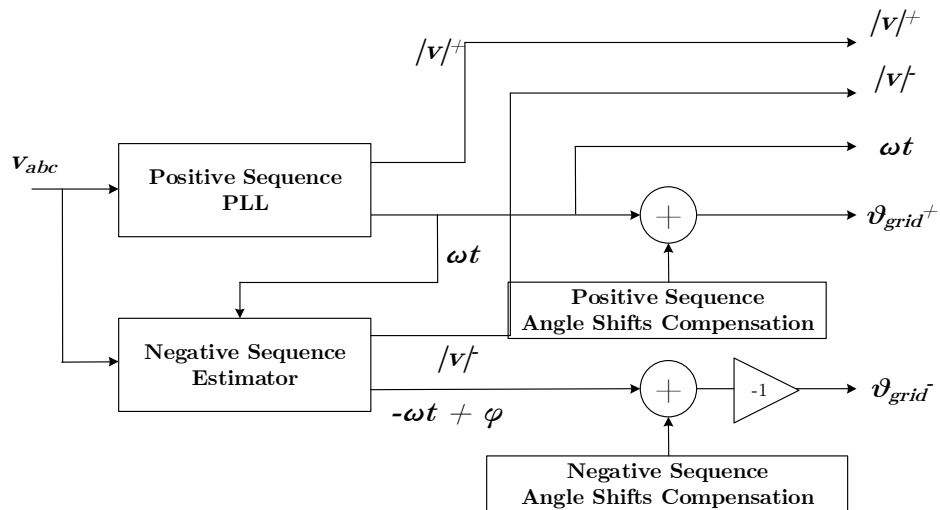 |v|⁺
|v|⁺
|v|⁻
v_abc
Positive Sequence
PLL
ωt
ϑ_grid⁺
+
ωt
Positive Sequence
Angle Shifts Compensation
Negative Sequence
Estimator
|v|⁻
-ωt + φ
+
-1
ϑ_grid⁻
Negative Sequence
Angle Shifts Compensation